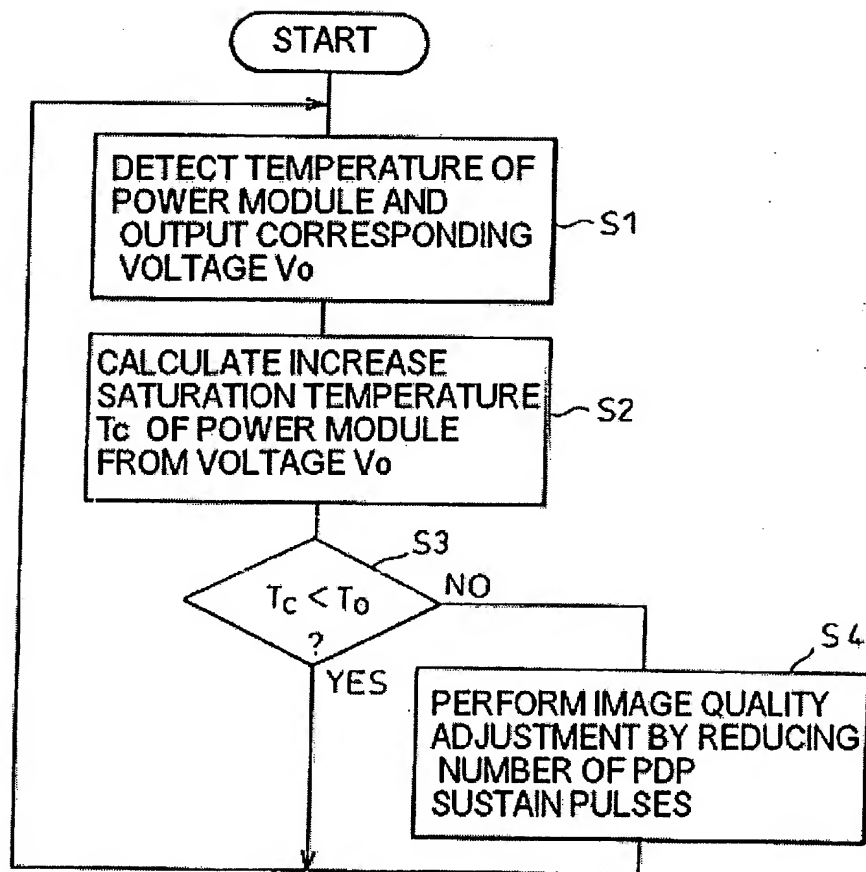 START
DETECT TEMPERATURE OF
POWER MODULE AND
OUTPUT CORRESPONDING
VOLTAGE Vo
S1
CALCULATE INCREASE
SATURATION TEMPERATURE
Tc OF POWER MODULE
FROM VOLTAGE Vo
S2
S3
Tc < To
?
NO
YES
S4
PERFORM IMAGE QUALITY
ADJUSTMENT BY REDUCING
NUMBER OF PDP
SUSTAIN PULSES